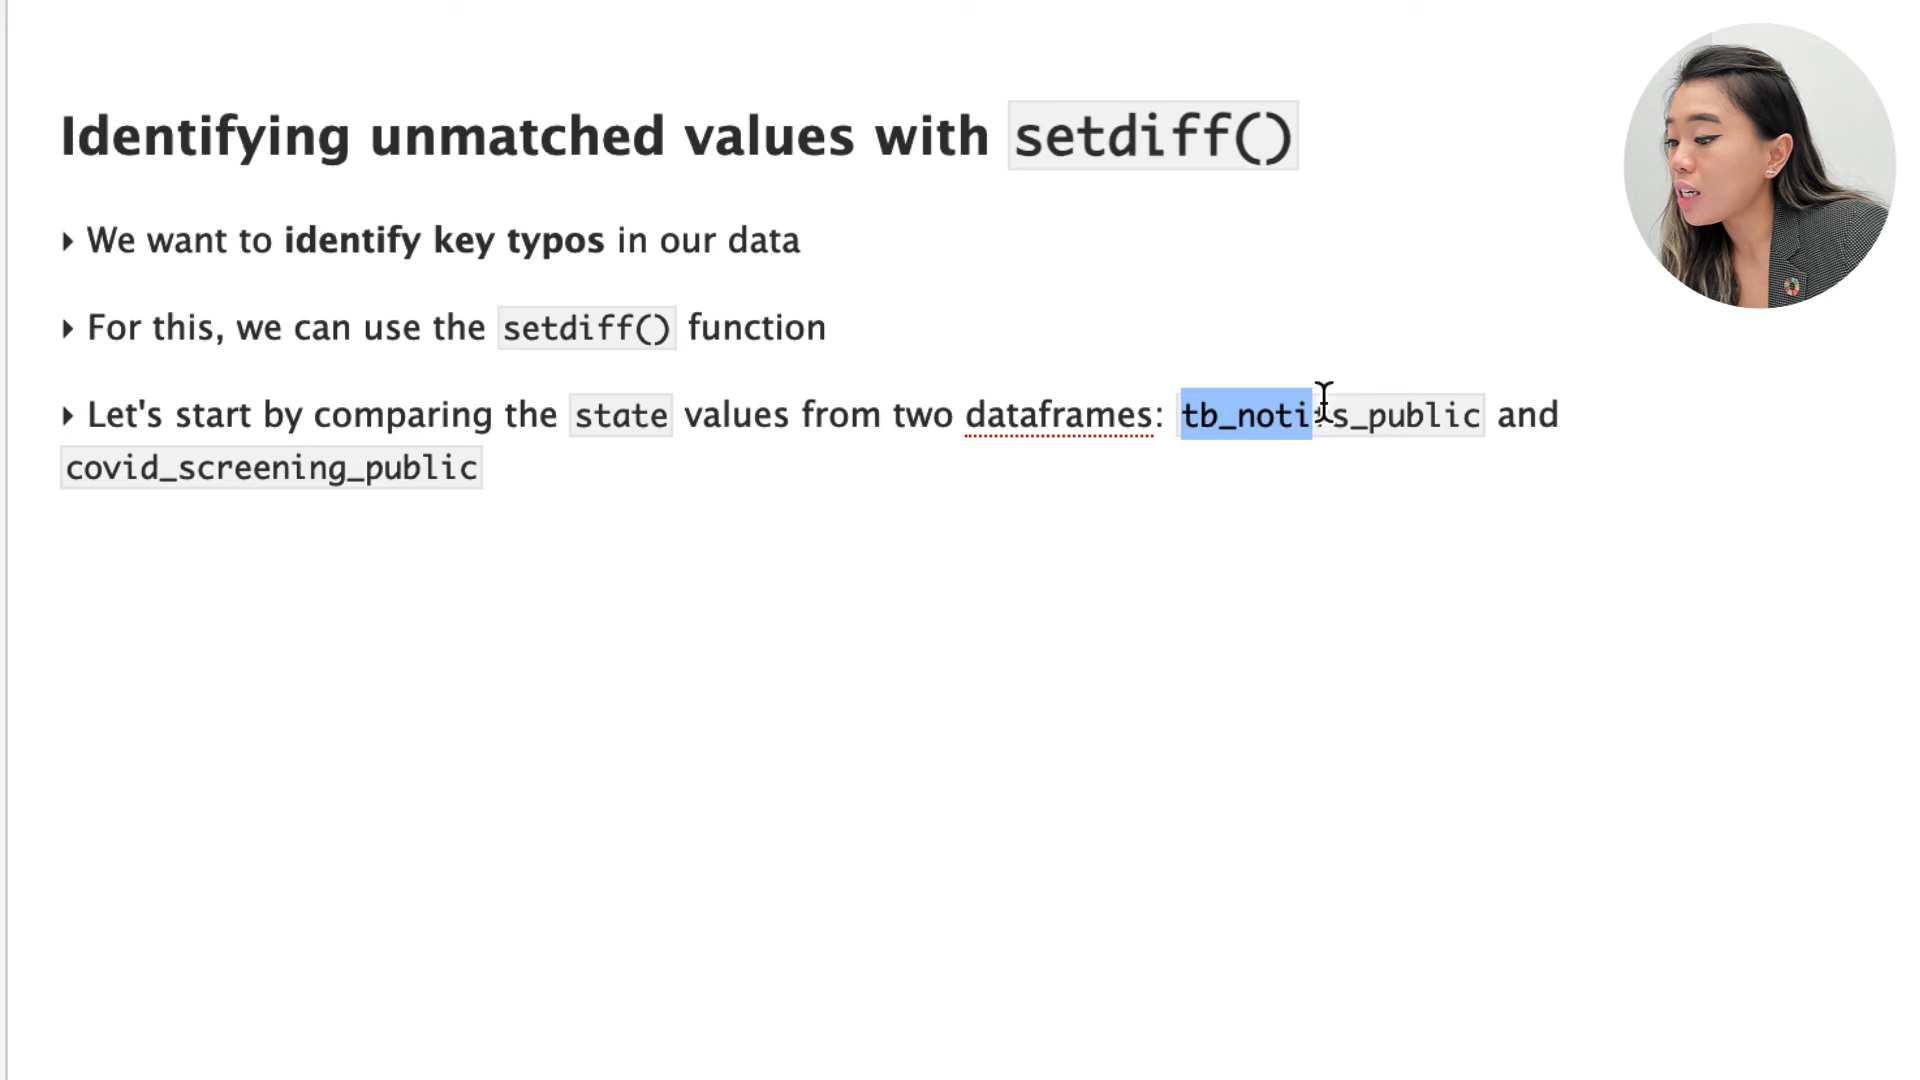 Identifying unmatched values with setdiff()
We want to identify key typos in our data
For this, we can use the setdiff() function
Let's start by comparing the state values from two dataframes: and
covid_screening_public